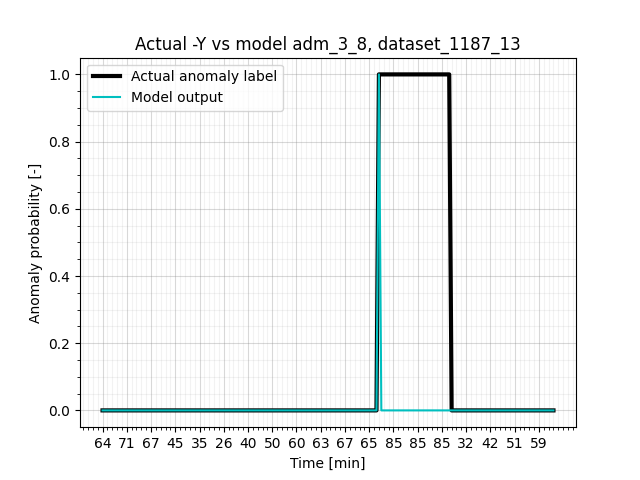 Actual -Y vs model adm_3_8, dataset_1187_13
Actual anomaly label
Model output
1.0
0.8
0.6
0.4
0.2
0.0
Anomaly probability [-]
64 71 67 45 35 26 40 50 60 63 67 65 85 85 85 32 42 51 59
Time [min]